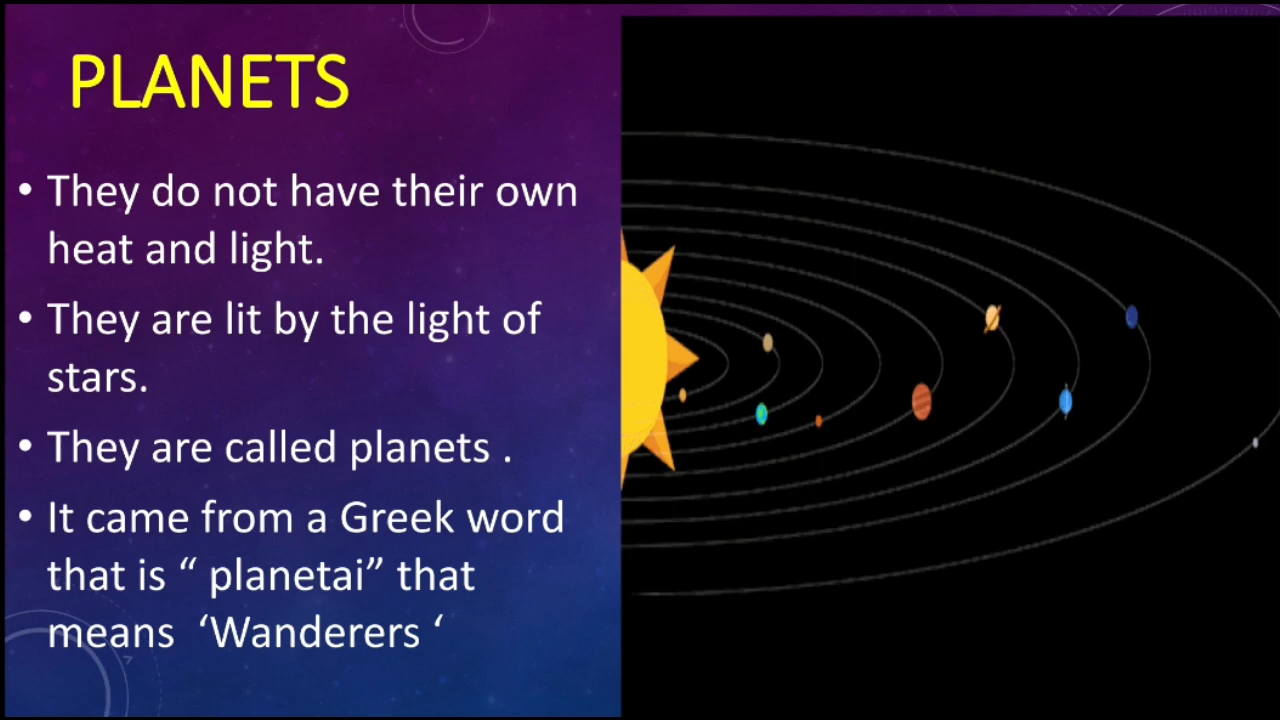 PLANETS
• They do not have their own
heat and light.
• They are lit by the light of
stars.
• They are called planets .
• It came from a Greek word
that is “ planetai” that
means ‘Wanderers ‘